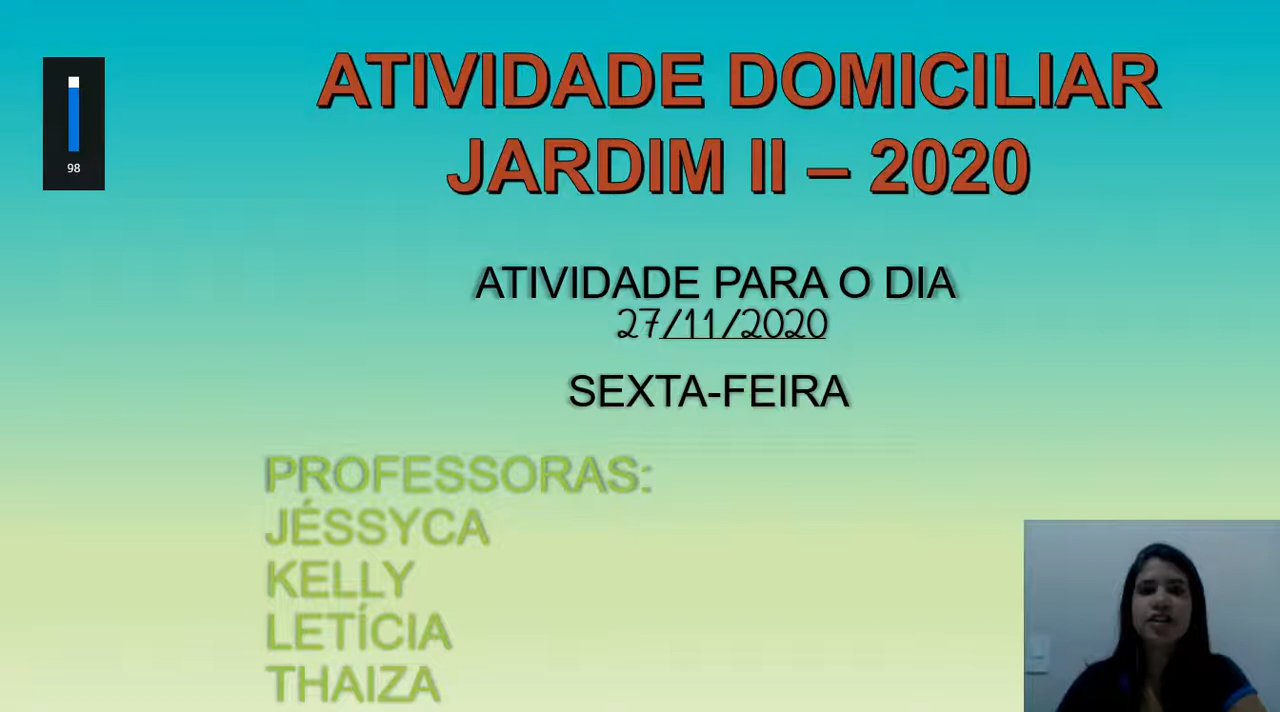 ATIVIDADE DOMICILIAR
JARDIM II – 2020
98
ATIVIDADE PARA O DIA
27/11/2020
SEXTA-FEIRA
PROFESSORAS:
JÉSSYCA
KELLY
LETÍCIA
THAIZA